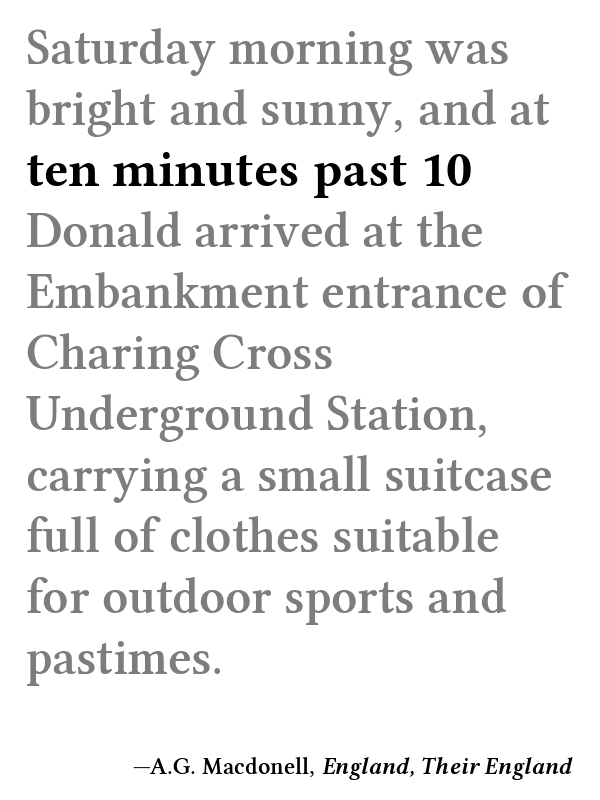 Saturday morning was
bright and sunny, and at
ten minutes past 10
Donald arrived at the
Embankment entrance of
Charing Cross
Underground Station,
carrying a small suitcase
full of clothes suitable
for outdoor sports and
pastimes.
—A.G. Macdonell, England, Their England